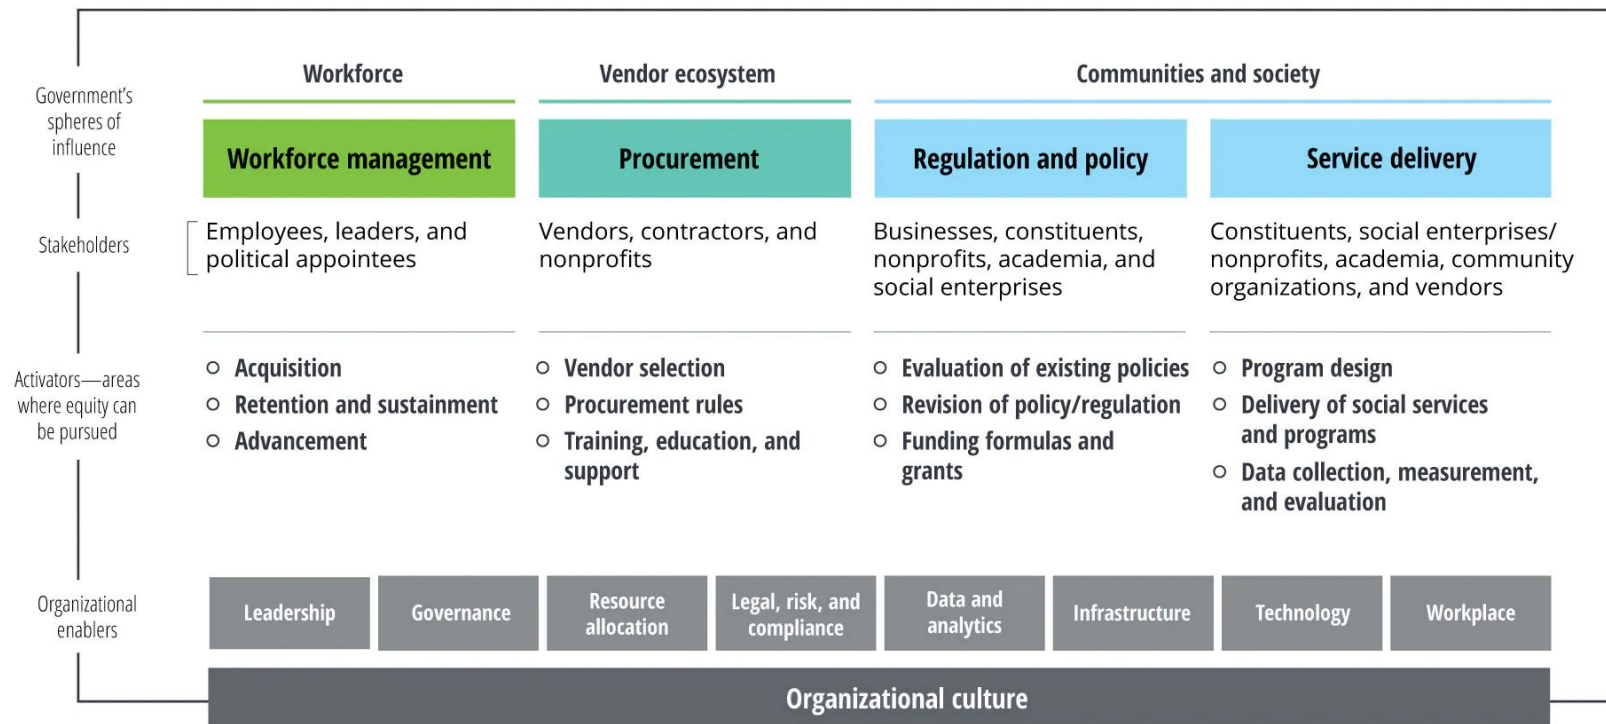 Government's
spheres of
influence
Workforce
Vendor ecosystem
Communities and society
Workforce management
Procurement
Regulation and policy
Service delivery
Stakeholders
Employees, leaders, and
political appointees
Vendors, contractors, and
nonprofits
Businesses, constituents,
nonprofits, academia, and
social enterprises
Constituents, social enterprises/
nonprofits, academia, community
organizations, and vendors
Activators—areas
where equity can
be pursued
Acquisition
Retention and sustainment
Advancement
Vendor selection
Procurement rules
Training, education, and
support
Evaluation of existing policies
Revision of policy/regulation
Funding formulas and
grants
Program design
Delivery of social services
and programs
Data collection, measurement,
and evaluation
Organizational
enablers
Leadership
Governance
Resource
allocation
Legal, risk, and
compliance
Data and
analytics
Infrastructure
Technology
Workplace
Organizational culture